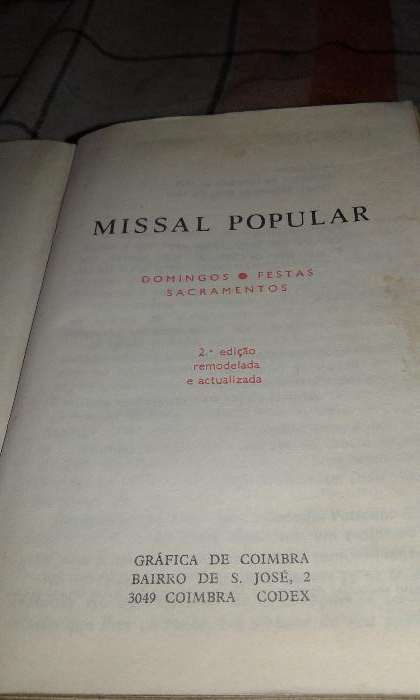 MISSAL POPULAR
DOMINGOS ● FESTAS
SACRAMENTOS
2.ª edição
remodelada
e actualizada
GRÁFICA DE COIMBRA
BAIRRO DE S. JOSÉ, 2
3049 COIMBRA CODEX